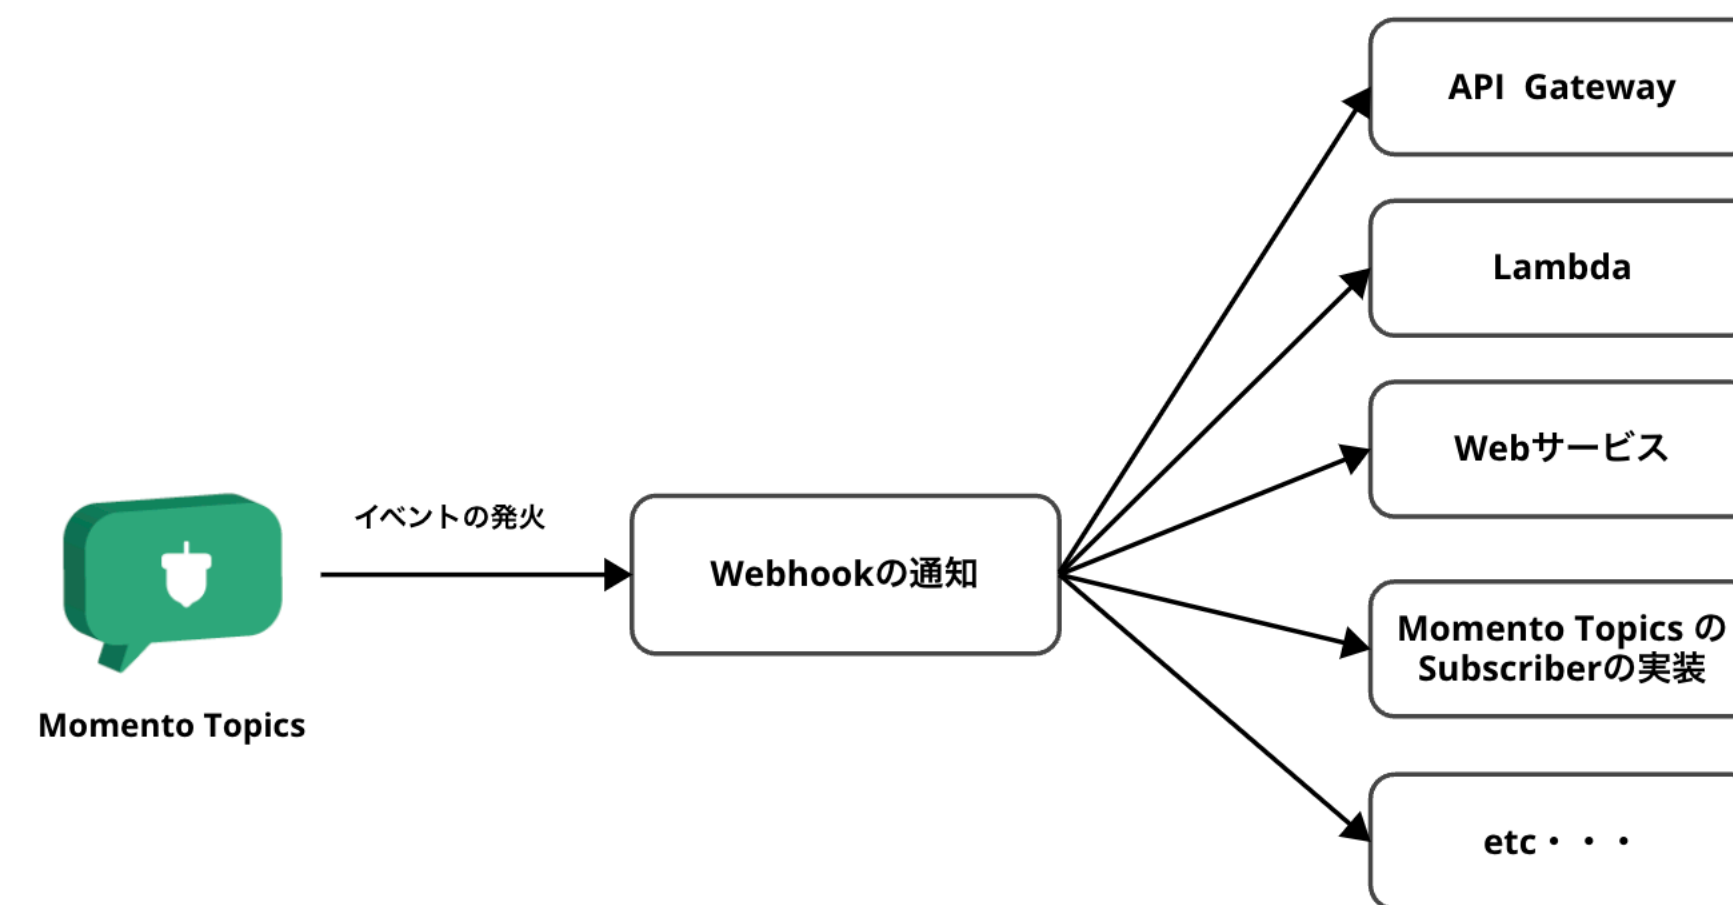 API Gateway
Lambda
Webサービス
イベントの発火
Webhookの通知
Momento Topics の
Subscriberの実装
Momento Topics
etc・・・